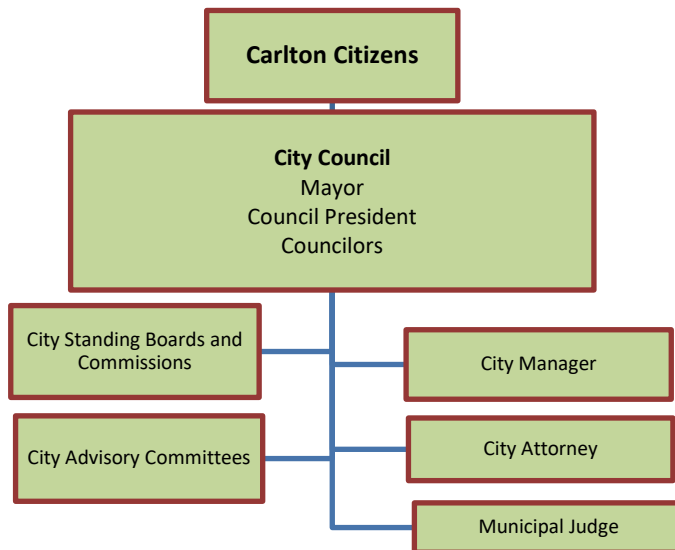 Carlton Citizens
City Council
Mayor
Council President
Councilors
City Standing Boards and
Commissions
City Manager
City Advisory Committees
City Attorney
Municipal Judge